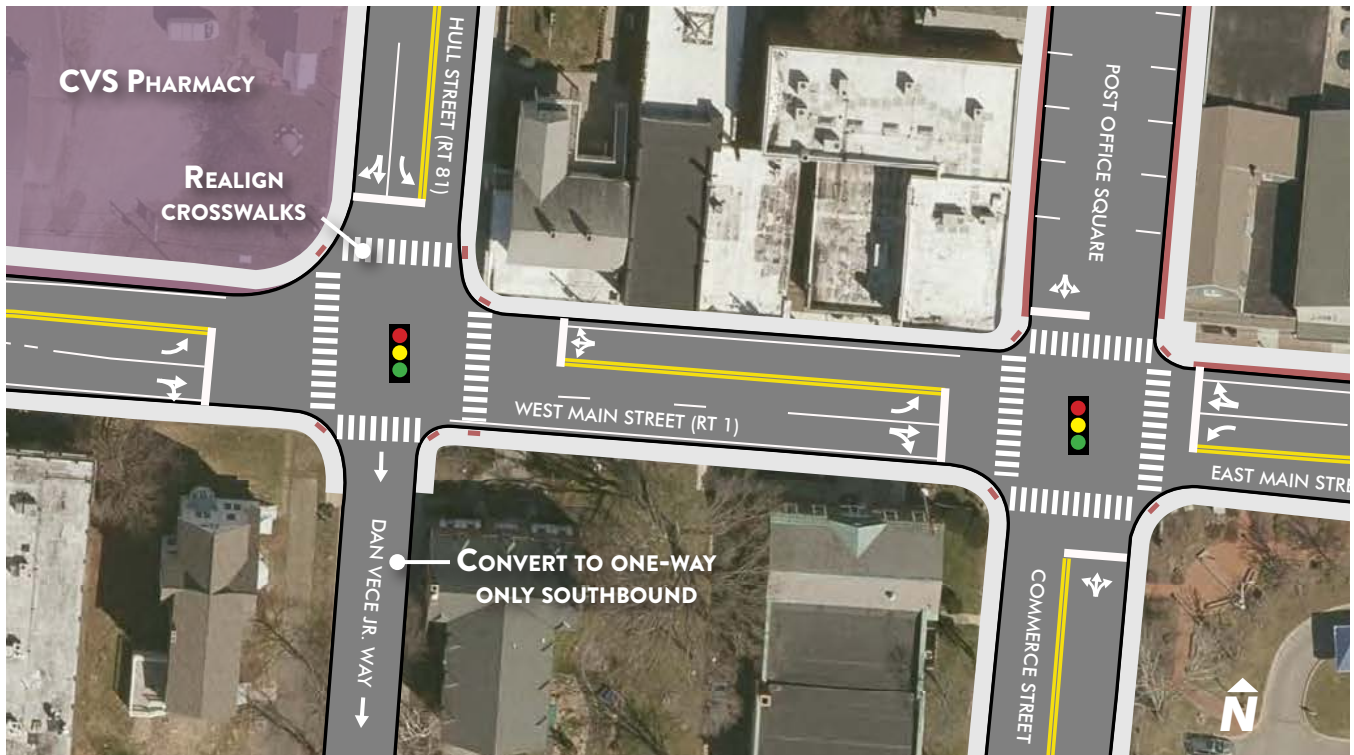 CVS PHARMACY
HULL STREET (RT 81)
POST OFFICE SQUARE
REALIGN
CROSSWALKS
WEST MAIN STREET (RT 1)
EAST MAIN STRE
DAN VECE JR. WAY
CONVERT TO ONE-WAY
ONLY SOUTHBOUND
COMMERCE STREET
N